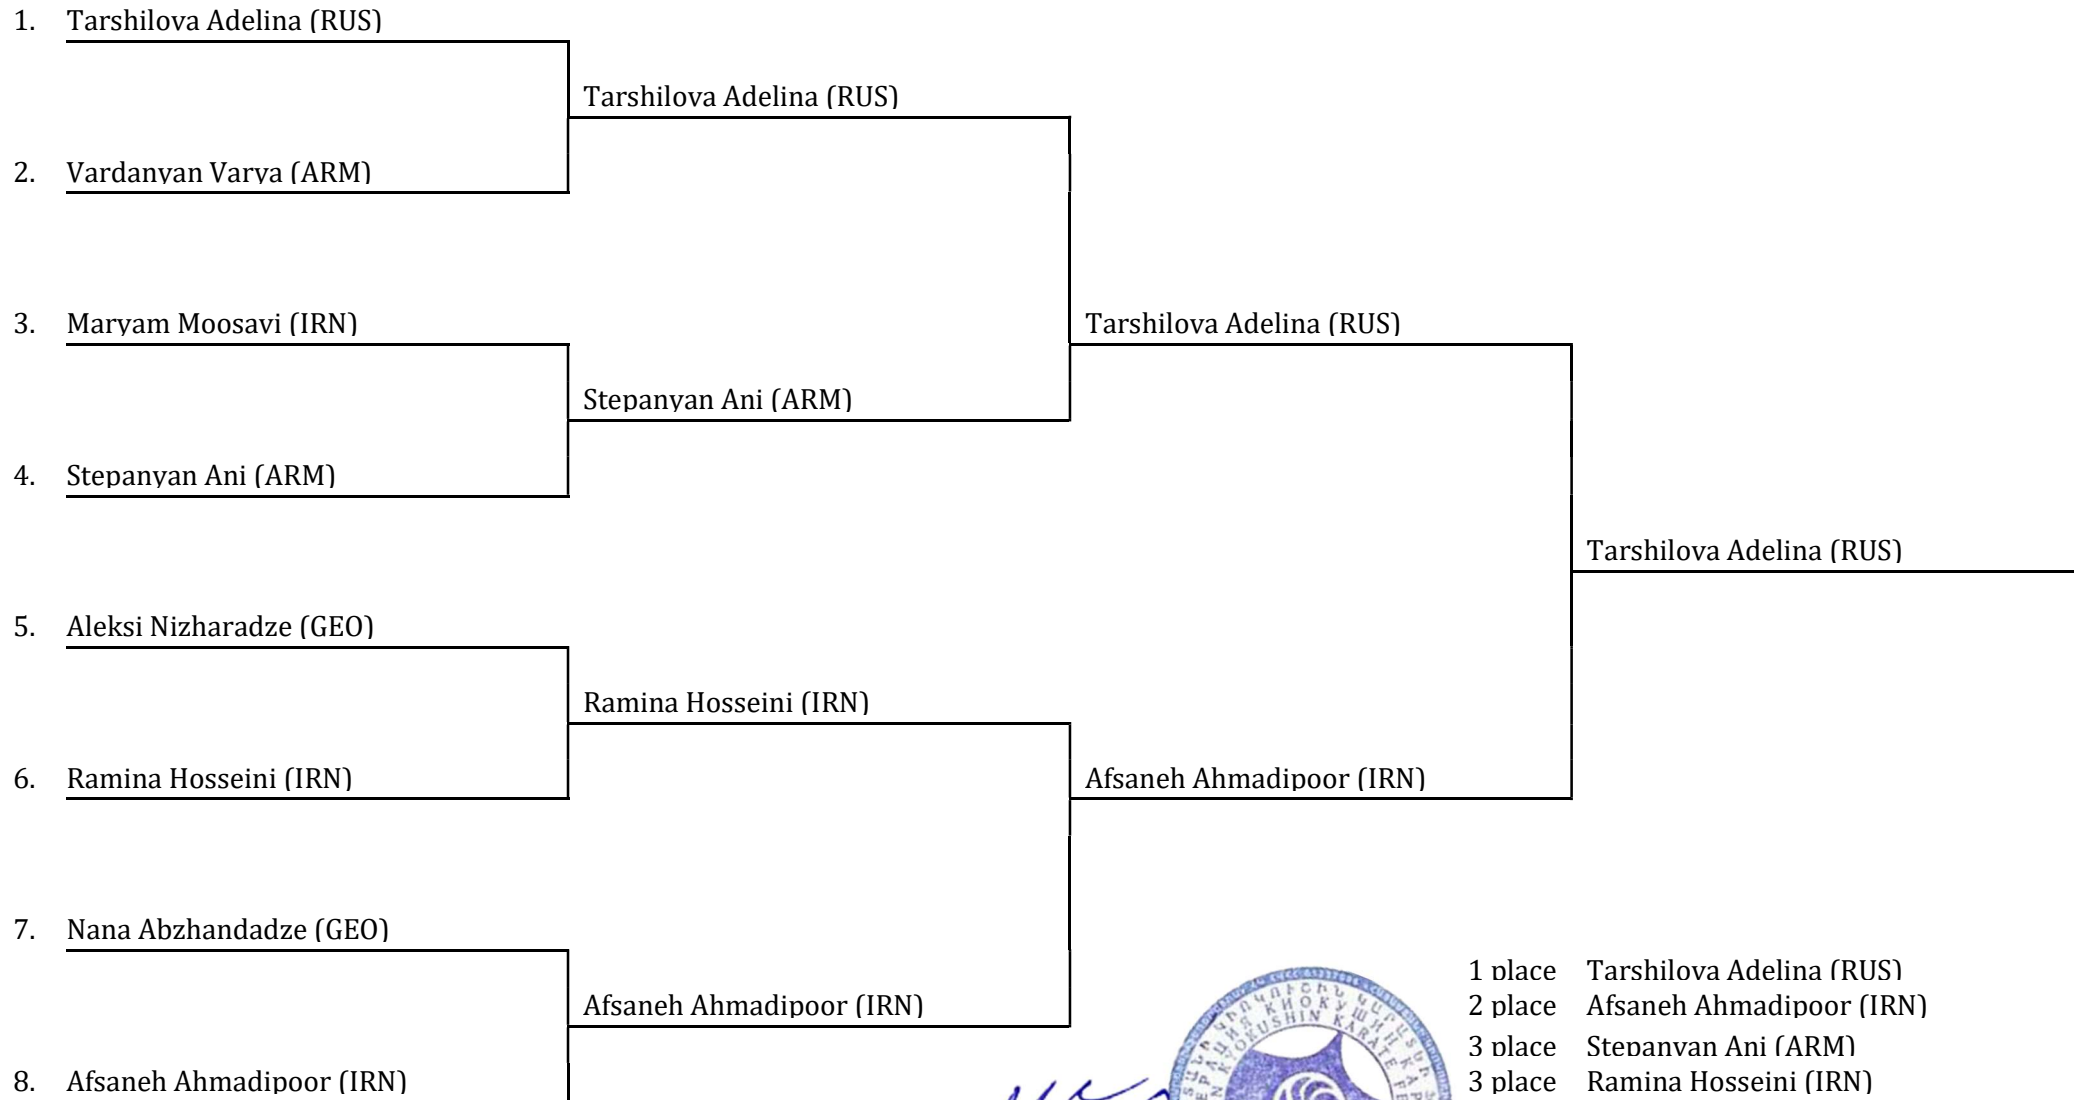 1. Tarshilova Adelina (RUS)
Tarshilova Adelina (RUS)
2. Vardanyan Varya (ARM)
3. Maryam Moosavi (IRN)
Tarshilova Adelina (RUS)
Stepanyan Ani (ARM)
4. Stepanyan Ani (ARM)
Tarshilova Adelina (RUS)
5. Aleksi Nizharadze (GEO)
Ramina Hosseini (IRN)
6. Ramina Hosseini (IRN)
Afsaneh Ahmadipoor (IRN)
7. Nana Abzhandadze (GEO)
Afsaneh Ahmadipoor (IRN)
8. Afsaneh Ahmadipoor (IRN)
1 place Tarshilova Adelina (RUS)
2 place Afsaneh Ahmadipoor (IRN)
3 place Stepanyan Ani (ARM)
3 place Ramina Hosseini (IRN)
КИОКУШИН
KYOKUSHIN KARATE